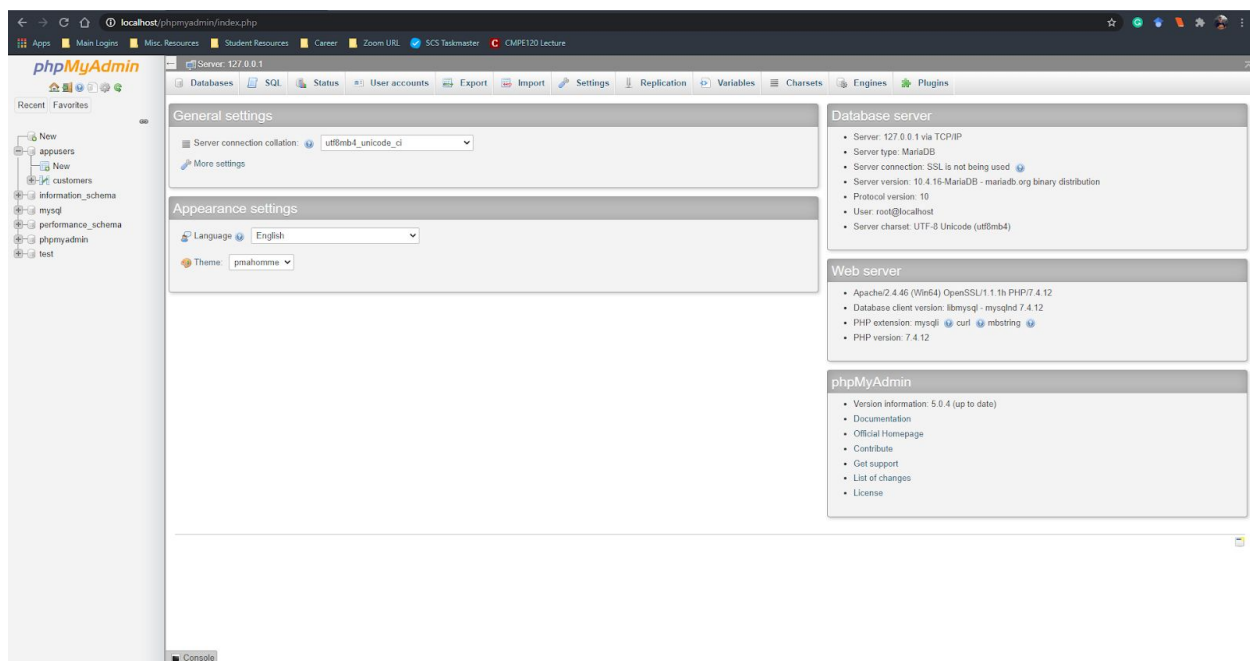 localhost/phpmyadmin/index.php
Apps Main Logins Misc. Resources Student Resources Career Zoom URL SCS Taskmaster CMPE120 Lecture
phpMyAdmin
Recent Favorites
New
appusers
New
customers
information_schema
mysql
performance_schema
phpmyadmin
test
Server: 127.0.0.1
Databases SQL Status User accounts Export Import Settings Replication Variables Charsets Engines Plugins
General settings
Server connection collation: utf8mb4_unicode_ci
More settings
Appearance settings
Language English
Theme: pmahomme
Database server
Server: 127.0.0.1 via TCP/IP
Server type: MariaDB
Server connection: SSL is not being used
Server version: 10.4.16-MariaDB - mariadb.org binary distribution
Protocol version: 10
User: root@localhost
Server charset: UTF-8 Unicode (utf8mb4)
Web server
Apache/2.4.46 (Win64) OpenSSL/1.1.1h PHP/7.4.12
Database client version: libmysql - mysqlnd 7.4.12
PHP extension: mysqli curl mbstring
PHP version: 7.4.12
phpMyAdmin
Version information: 5.0.4 (up to date)
Documentation
Official Homepage
Contribute
Get support
List of changes
License
Console